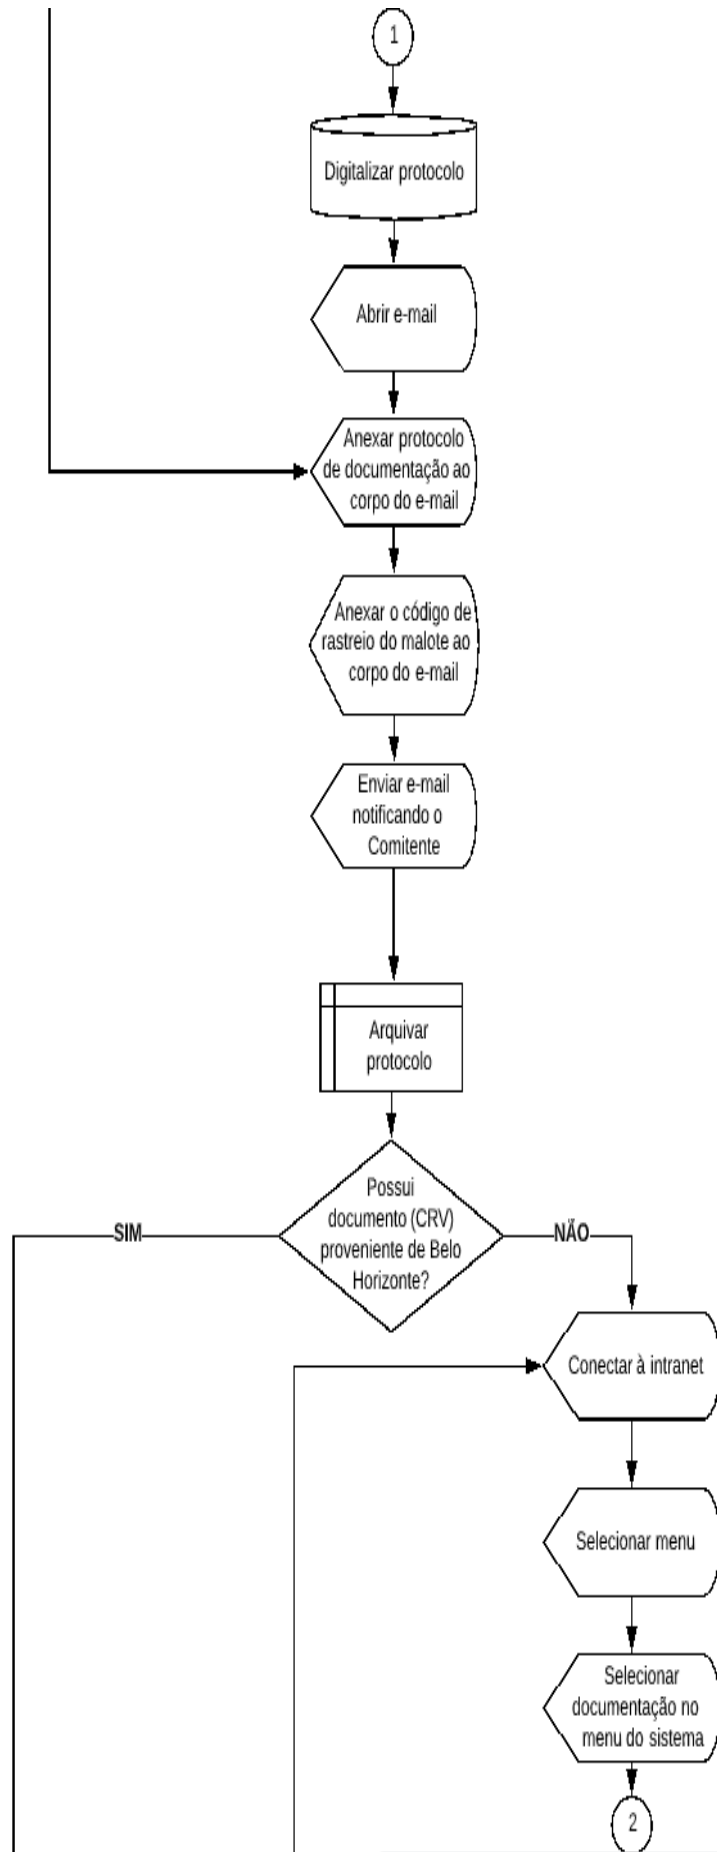 1
Digitalizar protocolo
Abrir e-mail
Anexar protocolo
de documentação ao
corpo do e-mail
Anexar o código de
rastreio do malote ao
corpo do e-mail
Enviar e-mail
notificando o
Comitente
Arquivar
protocolo
Possui
documento (CRV)
proveniente de Belo
Horizonte?
SIM
NÃO
Conectar à intranet
Selecionar menu
Selecionar
documentação no
menu do sistema
2